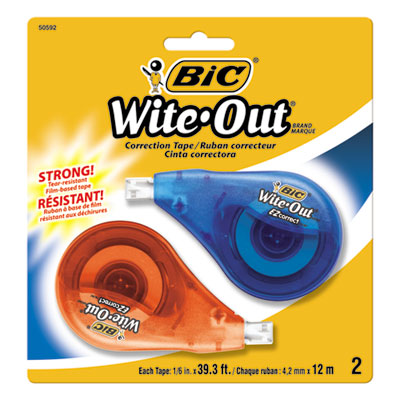 50592
BIC
Wite•Out®
BRAND
MARQUE
Correction Tape/Ruban correcteur
Cinta correctora
STRONG!
Tear-resistant
Film-based tape
RÉSISTANT!
Ruban à base de film
résistant aux déchirures
BIC
Wite•Out
EZcorrect
BIC
Wite•Out
EZcorrect
Each Tape: 1/6 in. x 39.3 ft. / Chaque ruban : 4,2 mm x 12 m
2